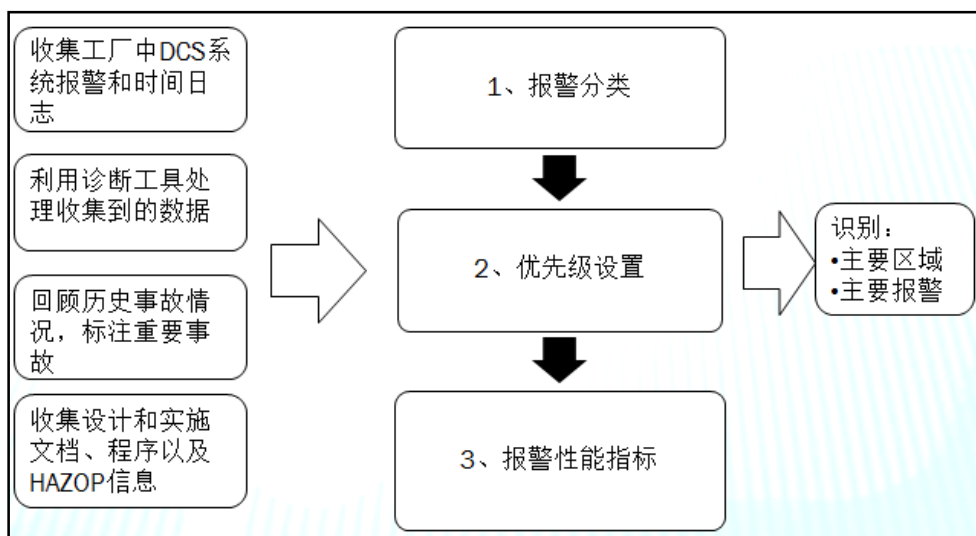 收集工厂中DCS系
统报警和时间日
志
利用诊断工具处
理收集到的数据
回顾历史事故情
况，标注重要事
故
收集设计和实施
文档、程序以及
HAZOP信息
1、报警分类
2、优先级设置
3、报警性能指标
识别：
•主要区域
•主要报警